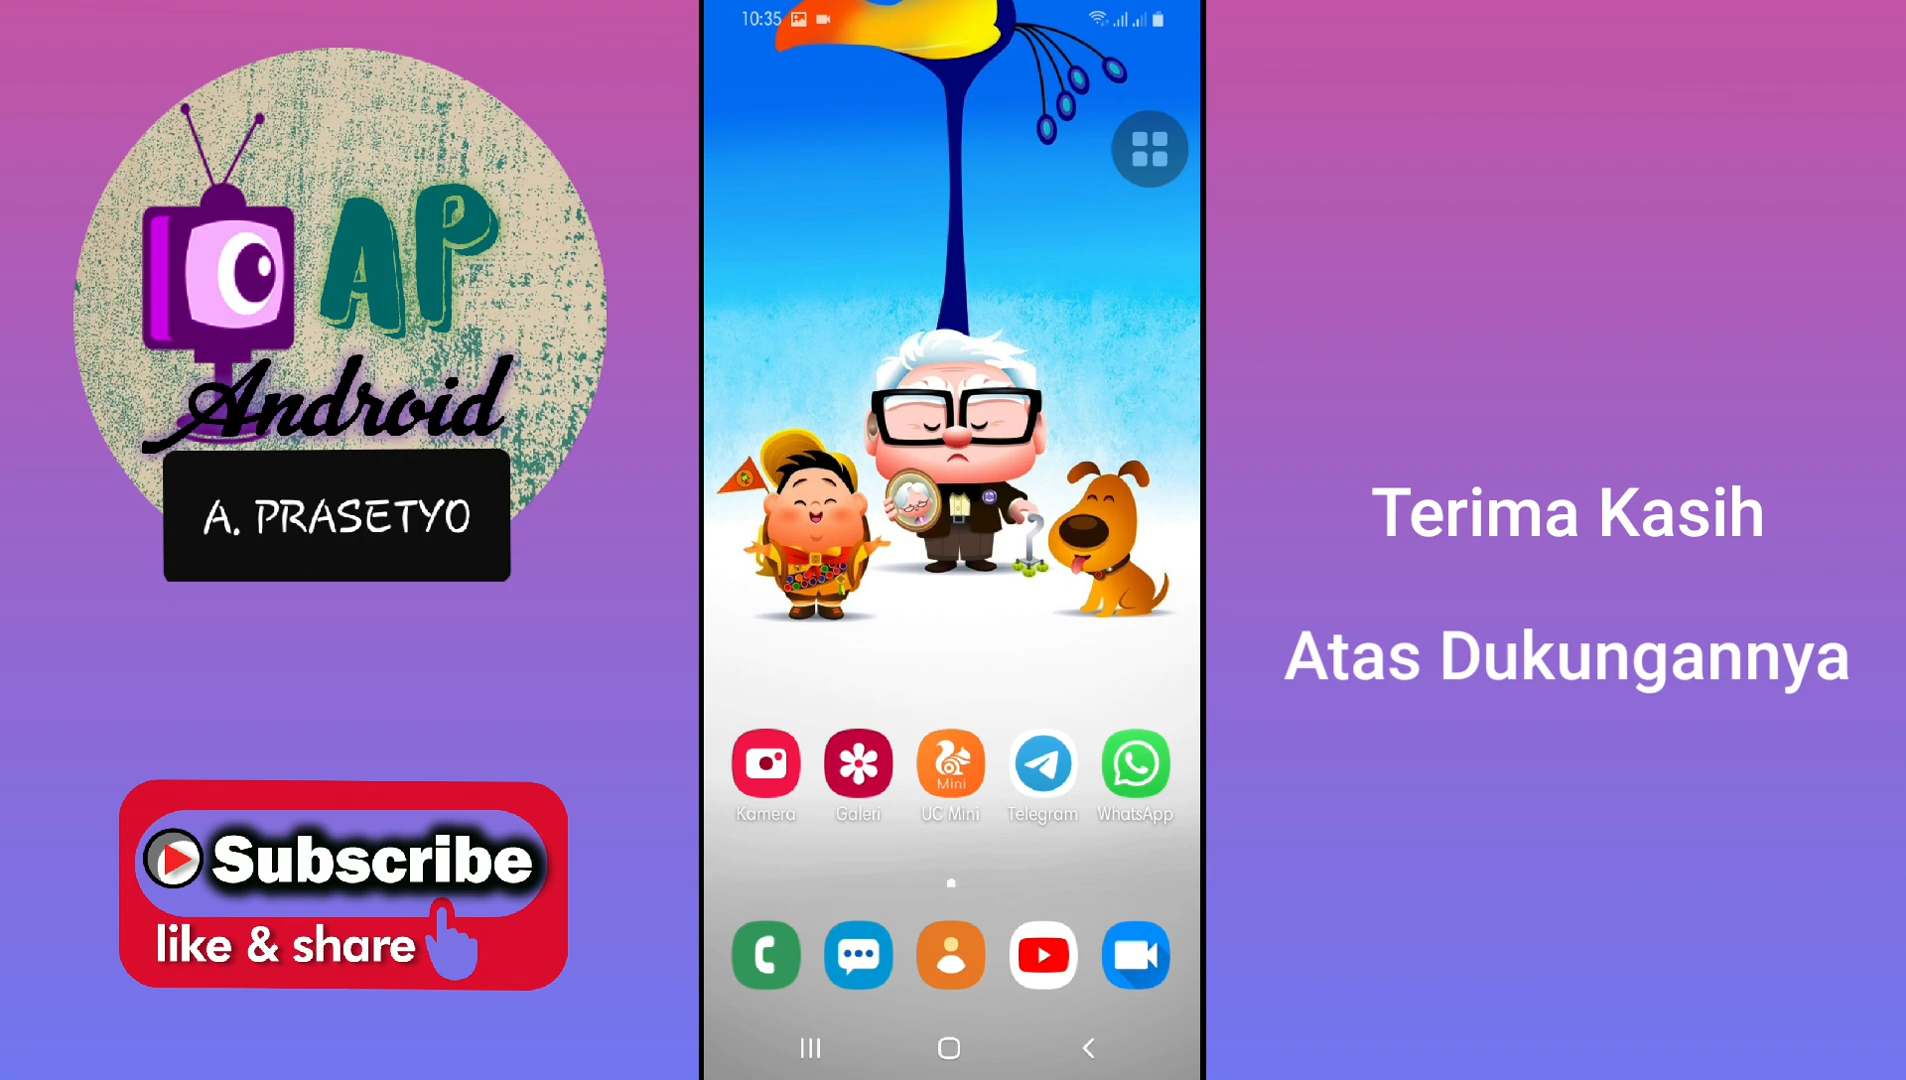 AP
Android
A. PRASETYO
Subscribe
like & share
10:35
Mini
Kamera
Galeri
UC Mini
Telegram
WhatsApp
Terima Kasih
Atas Dukungannya